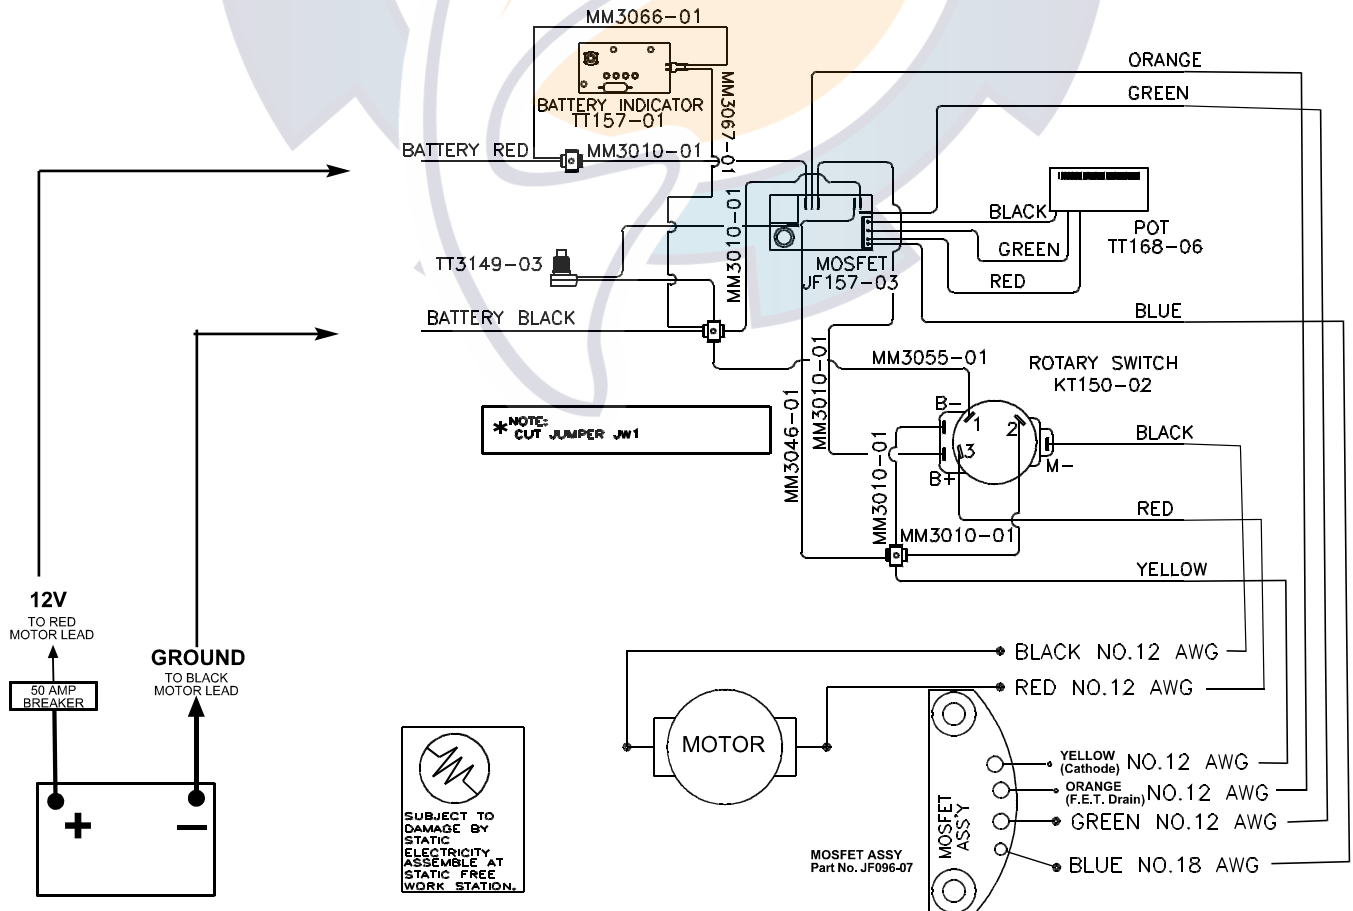 MM3066-01
ORANGE
GREEN
BATTERY INDICATOR
TT157-01
MM3067-01
BATTERY RED
MM3010-01
MM3010-01
BLACK
POT
TT168-06
GREEN
RED
TT3149-03
MOSFET
JF157-03
BATTERY BLACK
BLUE
MM3055-01
ROTARY SWITCH
KT150-02
MM3010-01
MM3046-01
*NOTE:
CUT JUMPER JW1
B-
1
2
3
B+
M-
BLACK
MM3010-01
RED
MM3010-01
YELLOW
12V
TO RED
MOTOR LEAD
GROUND
TO BLACK
MOTOR LEAD
50 AMP
BREAKER
+
−
BLACK NO.12 AWG
RED NO.12 AWG
MOTOR
YELLOW
(Cathode) NO.12 AWG
ORANGE
(F.E.T. Drain) NO.12 AWG
GREEN NO.12 AWG
BLUE NO.18 AWG
MOSFET
ASS'Y
MOSFET ASSY
Part No. JF096-07
SUBJECT TO
DAMAGE BY
STATIC
ELECTRICITY
ASSEMBLE AT
STATIC FREE
WORK STATION.